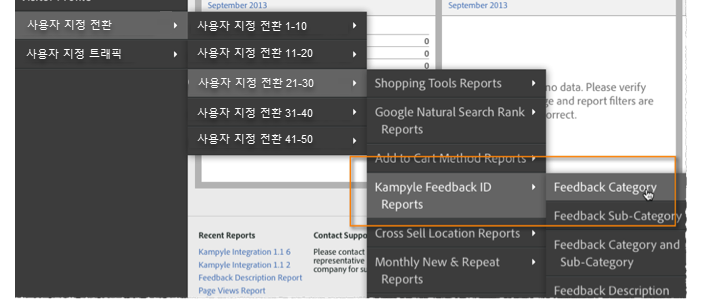 September 2013
September 2013
사용자 지정 전환
사용자 지정 트래픽
사용자 지정 전환 1-10
사용자 지정 전환 11-20
사용자 지정 전환 21-30
사용자 지정 전환 31-40
사용자 지정 전환 41-50
0
0
0
no data. Please verify
and report filters are
Shopping Tools Reports
Google Natural Search Rank
Reports
Add to Cart Method Reports
Kampyle Feedback ID
Reports
Cross Sell Location Reports
Monthly New & Repeat
Reports
Feedback Category
Feedback Sub-Category
Feedback Category and
Sub-Category
Feedback Description
Recent Reports
Kampyle Integration 1.1 6
Kampyle Integration 1.1 2
Feedback Description Report
Page Views Report
Contact Suppo
Please contact
representative
company for su